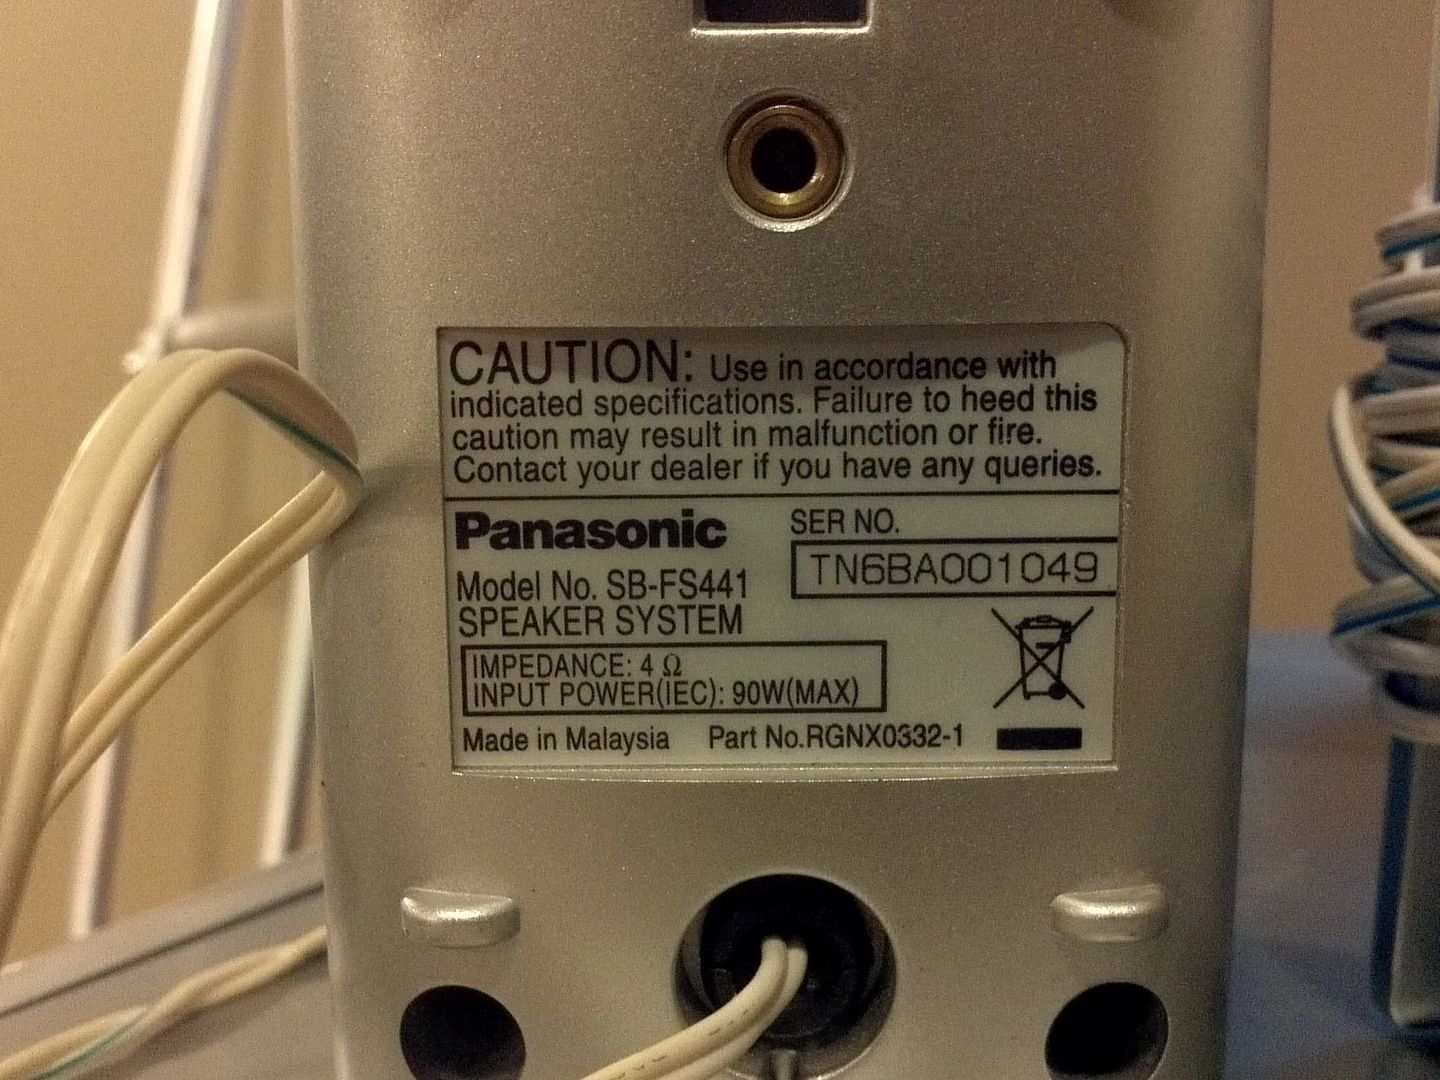 CAUTION: Use in accordance with
indicated specifications. Failure to heed this
caution may result in malfunction or fire.
Contact your dealer if you have any queries.
Panasonic
SER NO.
TN6BA001049
Model No. SB-FS441
SPEAKER SYSTEM
IMPEDANCE: 4 Ω
INPUT POWER(IEC): 90W(MAX)
Made in Malaysia Part No.RGNX0332-1